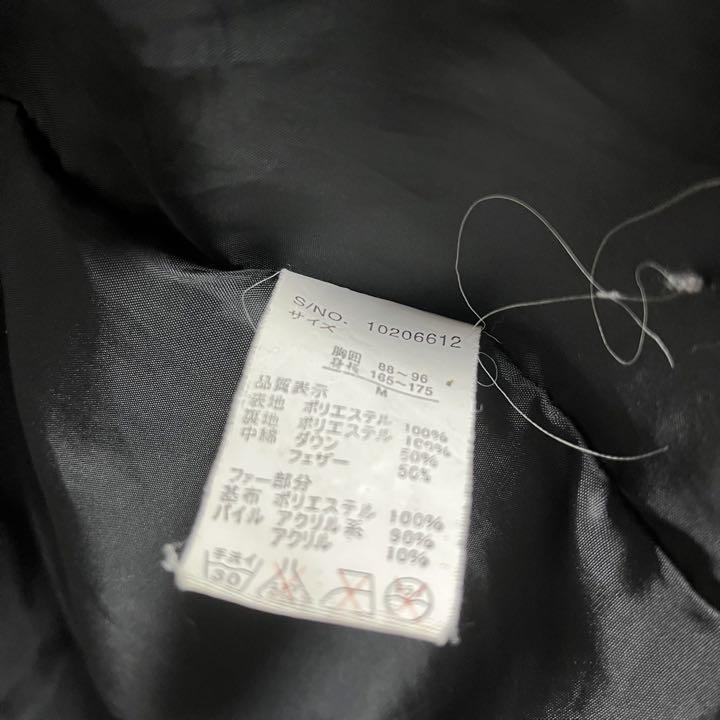 S/NO. 10206612
サイズ
胸囲 88～96
身長 165～175
M
品質表示
表地 ポリエステル 100%
裏地 ポリエステル 100%
中綿 ダウン 50%
フェザー 50%
ファー部分
基布 ポリエステル 100%
パイル アクリル系 90%
アクリル 10%
手洗イ
30